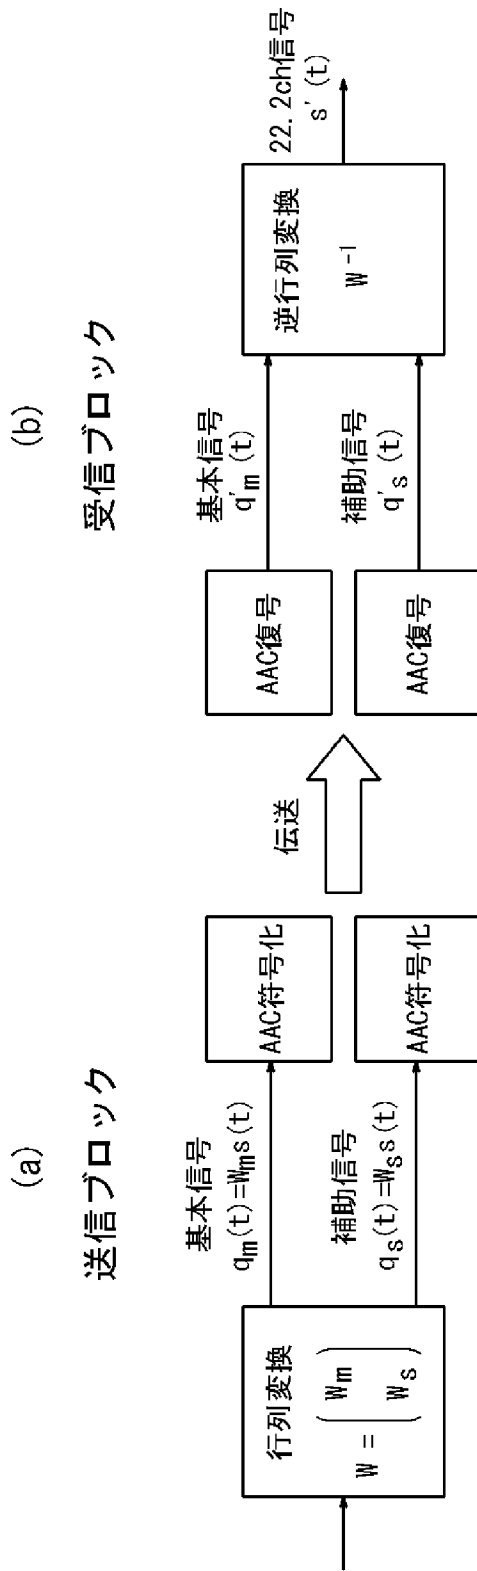 (a)
送信ブロック
行列変換
W = ( Wm
Ws )
基本信号
qm(t)=Wms(t)
補助信号
qs(t)=Wss(t)
AAC符号化
AAC符号化
伝送
(b)
受信ブロック
AAC復号
AAC復号
基本信号
q'm(t)
補助信号
q's(t)
逆行列変換
W-1
22.2ch信号
s'(t)